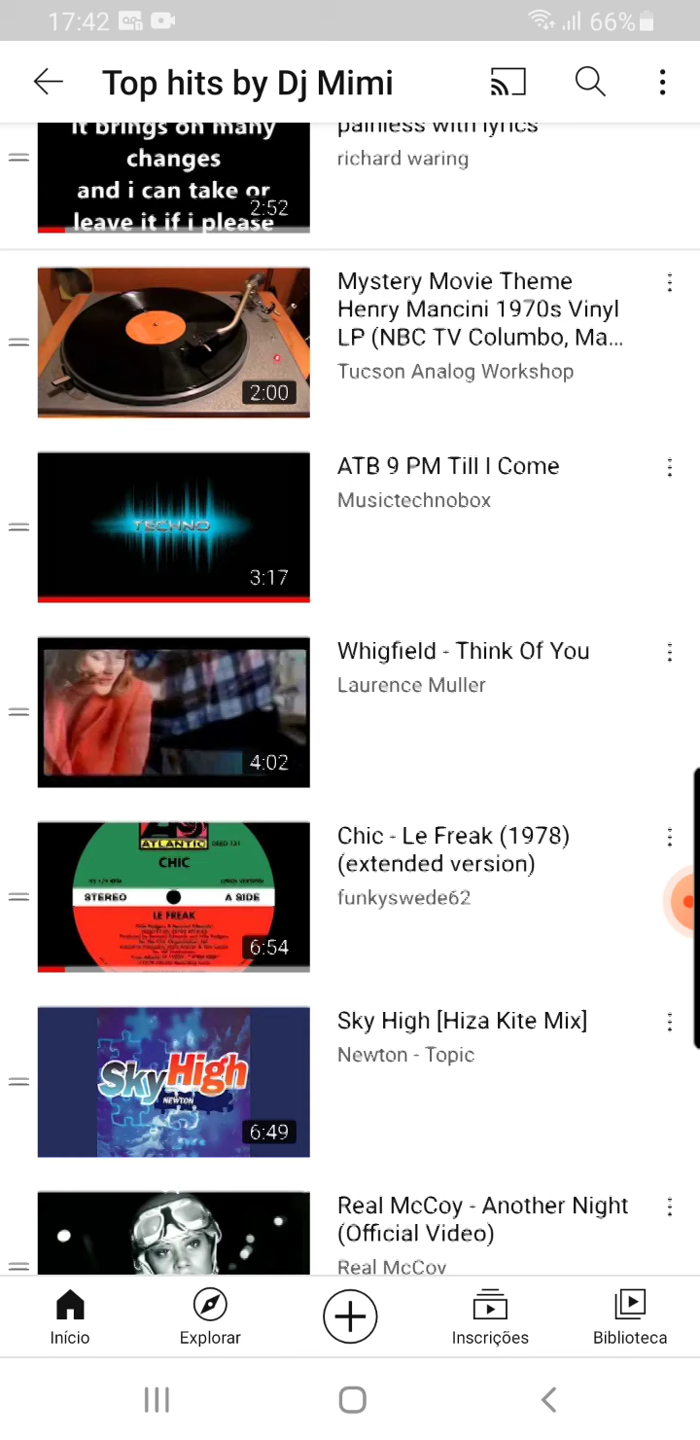 17:42
66%
Top hits by Dj Mimi
it brings on many
changes
and i can take or
leave it if i please
2:52
painless with lyrics
richard waring
2:00
Mystery Movie Theme
Henry Mancini 1970s Vinyl
LP (NBC TV Columbo, Ma...
Tucson Analog Workshop
TECHNO
3:17
ATB 9 PM Till I Come
Musictechnobox
4:02
Whigfield - Think Of You
Laurence Muller
ATLANTIC
CHIC
STEREO
A SIDE
LE FREAK
6:54
Chic - Le Freak (1978)
(extended version)
funkyswede62
SkyHigh
NEWTON
6:49
Sky High [Hiza Kite Mix]
Newton - Topic
Real McCoy - Another Night
(Official Video)
Real McCoy
Início
Explorar
Inscrições
Biblioteca